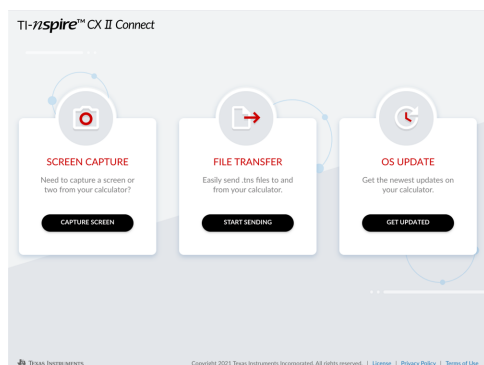 TI-nspire™ CX II Connect
SCREEN CAPTURE
Need to capture a screen or
two from your calculator?
CAPTURE SCREEN
FILE TRANSFER
Easily send .tns files to and
from your calculator.
START SENDING
OS UPDATE
Get the newest updates on
your calculator.
GET UPDATED
TEXAS INSTRUMENTS
Copyright 2021 Texas Instruments Incorporated. All rights reserved. | License | Privacy Policy | Terms of Use